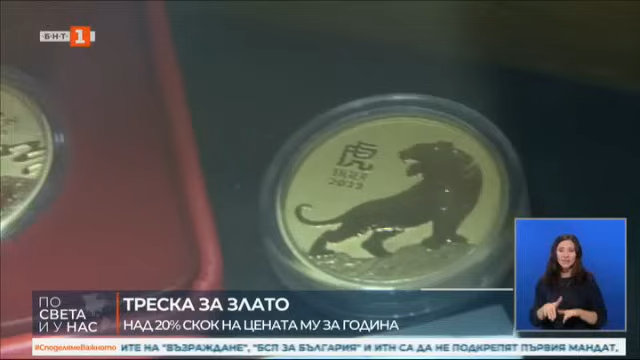 БНТ 1
虎
TIGER
2022
ПО
СВЕТА
И У НАС
ТРЕСКА ЗА ЗЛАТО
НАД 20% СКОК НА ЦЕНАТА МУ ЗА ГОДИНА
#СподелямеВажното
ИТЕ НА "ВЪЗРАЖДАНЕ", "БСП ЗА БЪЛГАРИЯ" И ИТН СА ДА НЕ ПОДКРЕПЯТ ПЪРВИЯ МАНДАТ,